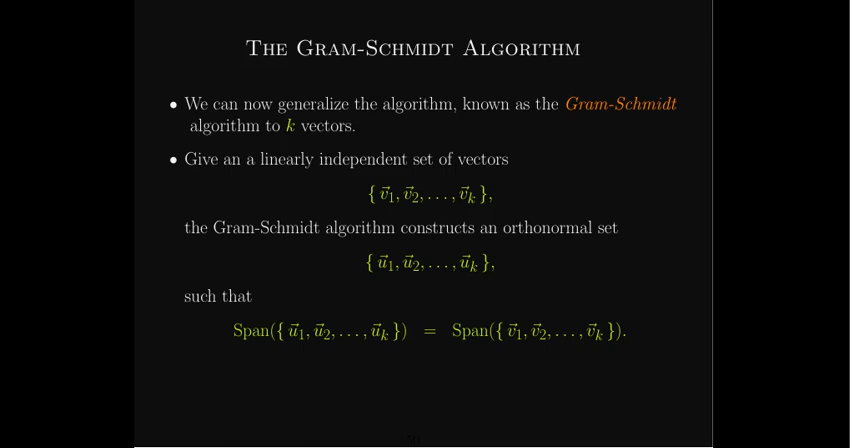 THE GRAM-SCHMIDT ALGORITHM
• We can now generalize the algorithm, known as the Gram-Schmidt
algorithm to k vectors.
• Give an a linearly independent set of vectors
{ v⃗₁, v⃗₂, . . . , v⃗ₖ },
the Gram-Schmidt algorithm constructs an orthonormal set
{ u⃗₁, u⃗₂, . . . , u⃗ₖ },
such that
Span({ u⃗₁, u⃗₂, . . . , u⃗ₖ }) = Span({ v⃗₁, v⃗₂, . . . , v⃗ₖ }).